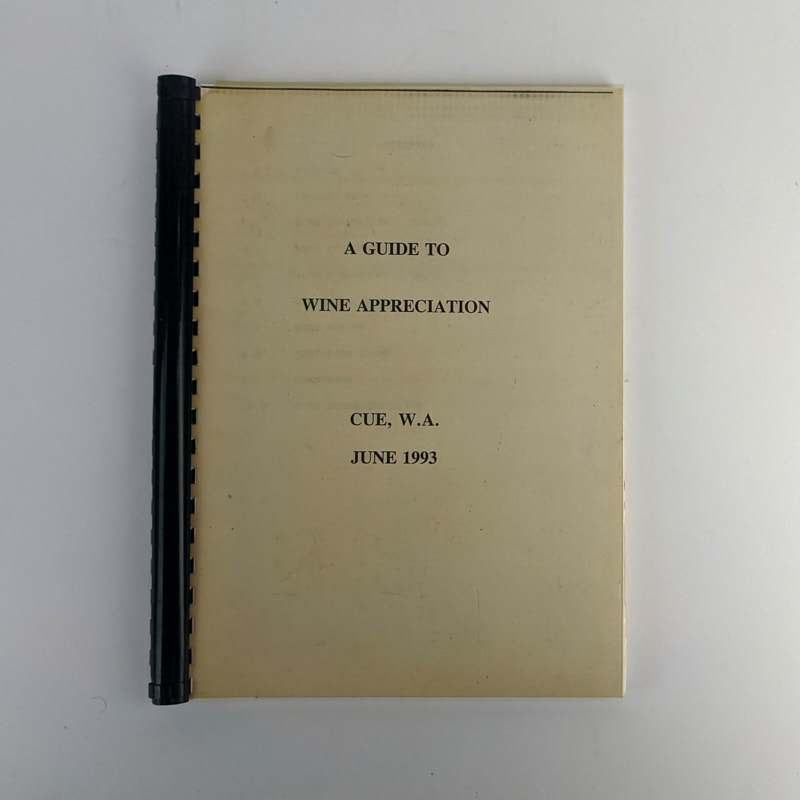 A GUIDE TO
WINE APPRECIATION
CUE, W.A.
JUNE 1993